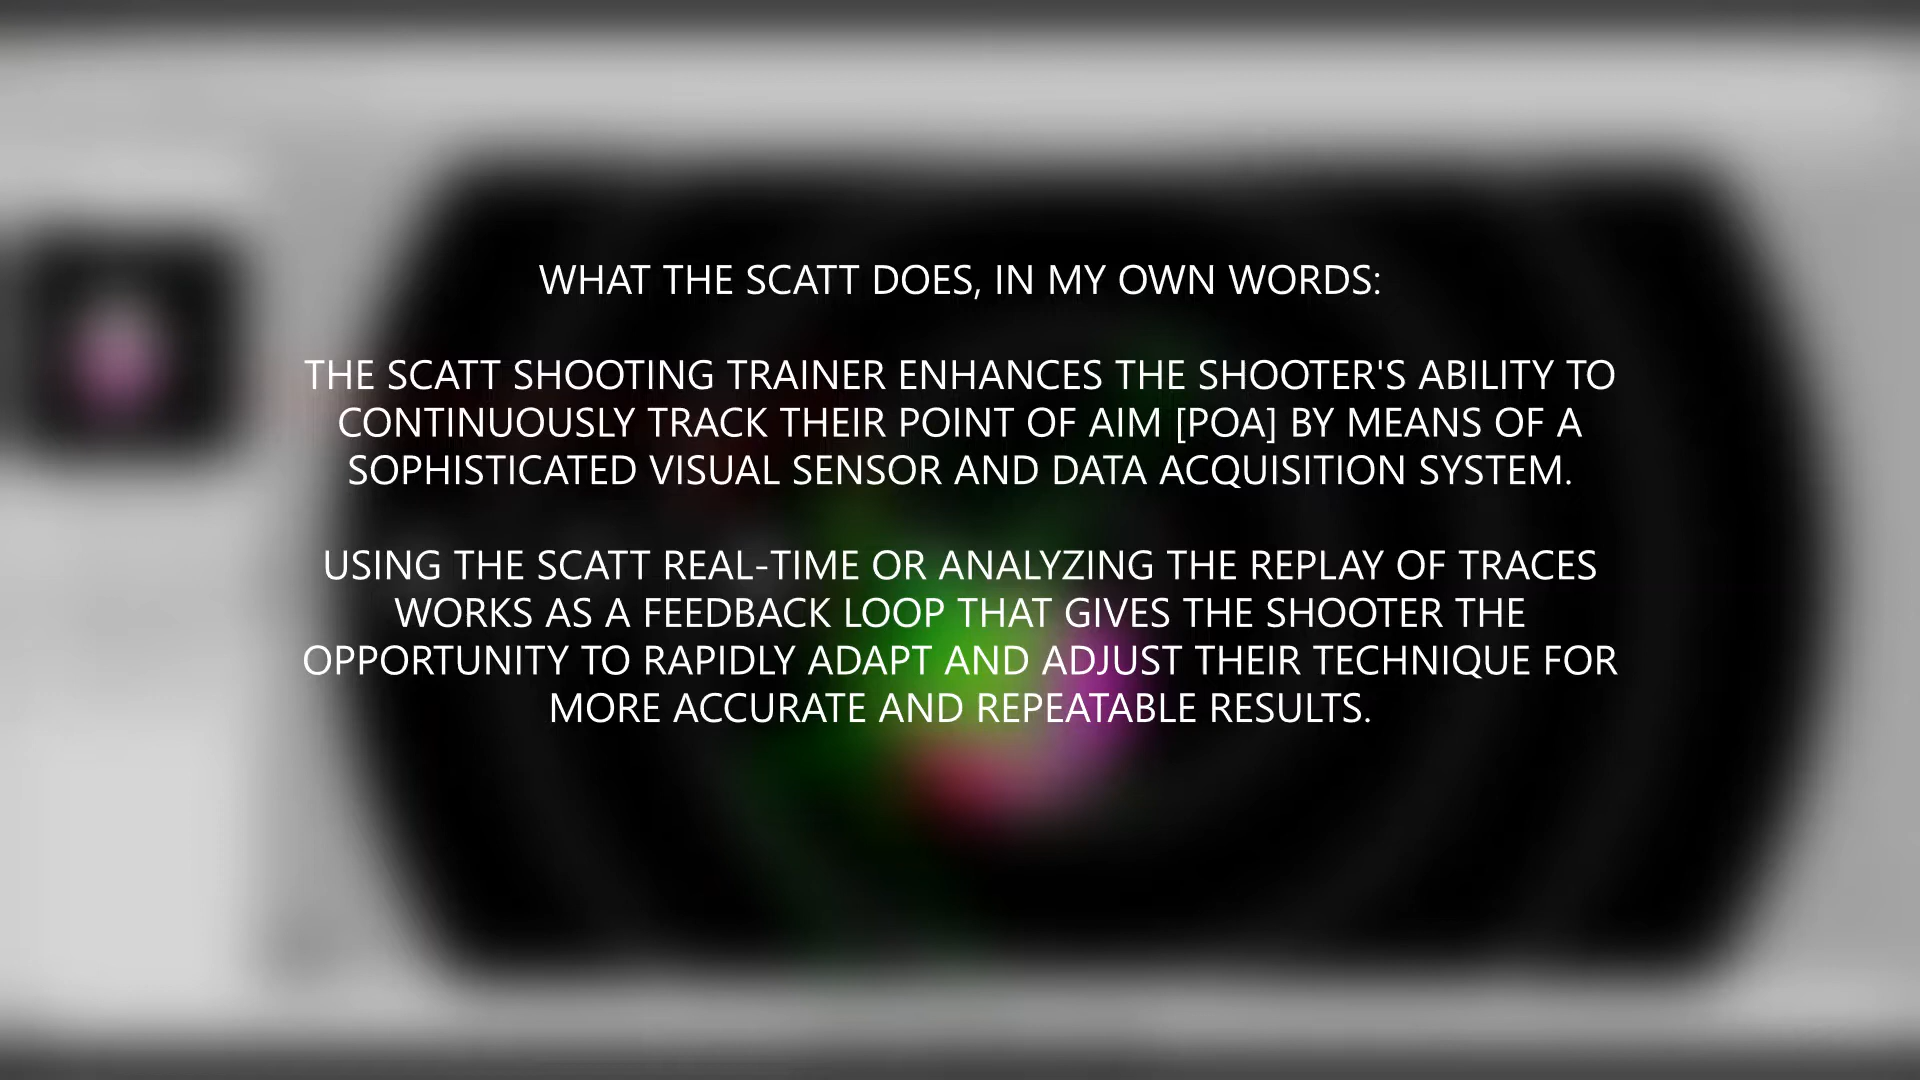 WHAT THE SCATT DOES, IN MY OWN WORDS:
THE SCATT SHOOTING TRAINER ENHANCES THE SHOOTER'S ABILITY TO
CONTINUOUSLY TRACK THEIR POINT OF AIM [POA] BY MEANS OF A
SOPHISTICATED VISUAL SENSOR AND DATA ACQUISITION SYSTEM.
USING THE SCATT REAL-TIME OR ANALYZING THE REPLAY OF TRACES
WORKS AS A FEEDBACK LOOP THAT GIVES THE SHOOTER THE
OPPORTUNITY TO RAPIDLY ADAPT AND ADJUST THEIR TECHNIQUE FOR
MORE ACCURATE AND REPEATABLE RESULTS.